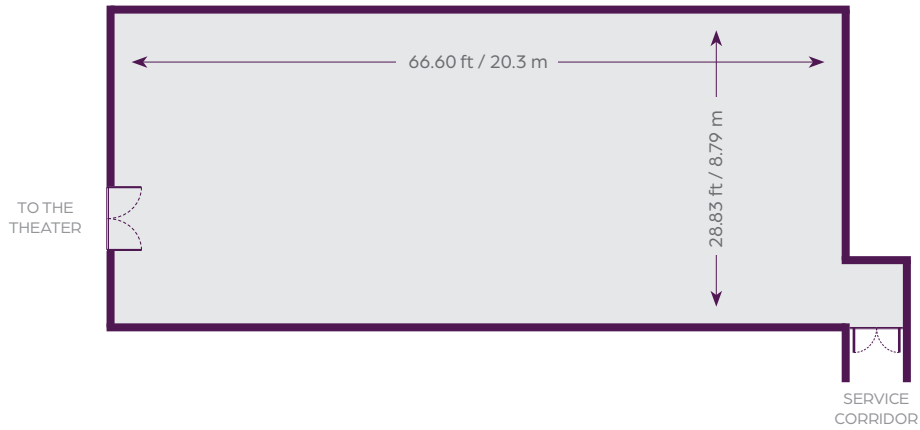 66.60 ft / 20.3 m
28.83 ft / 8.79 m
TO THE
THEATER
SERVICE
CORRIDOR